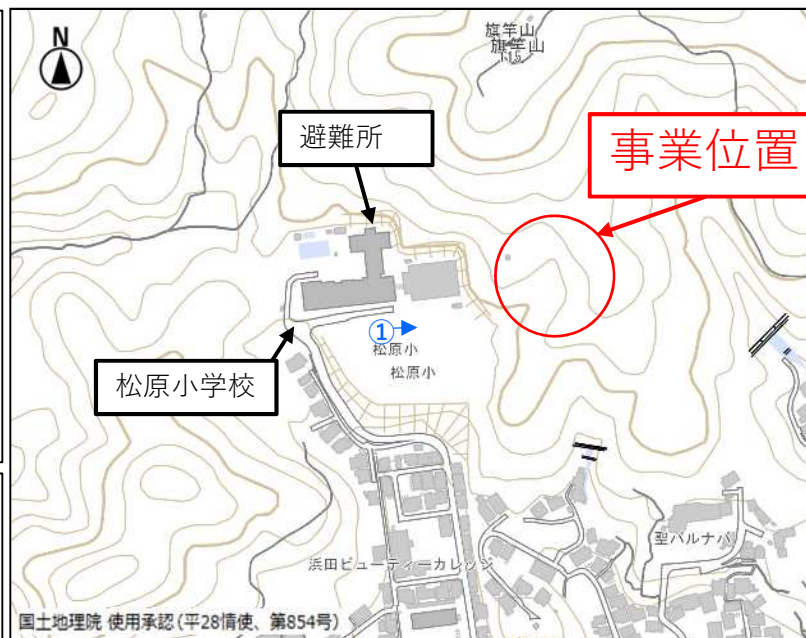 N
旗竿山
旗竿山
115
避難所
事業位置
①
松原小
松原小
松原小学校
聖バルナバ
浜田ビューティーカレッジ
国土地理院 使用承認（平28情使、第854号）